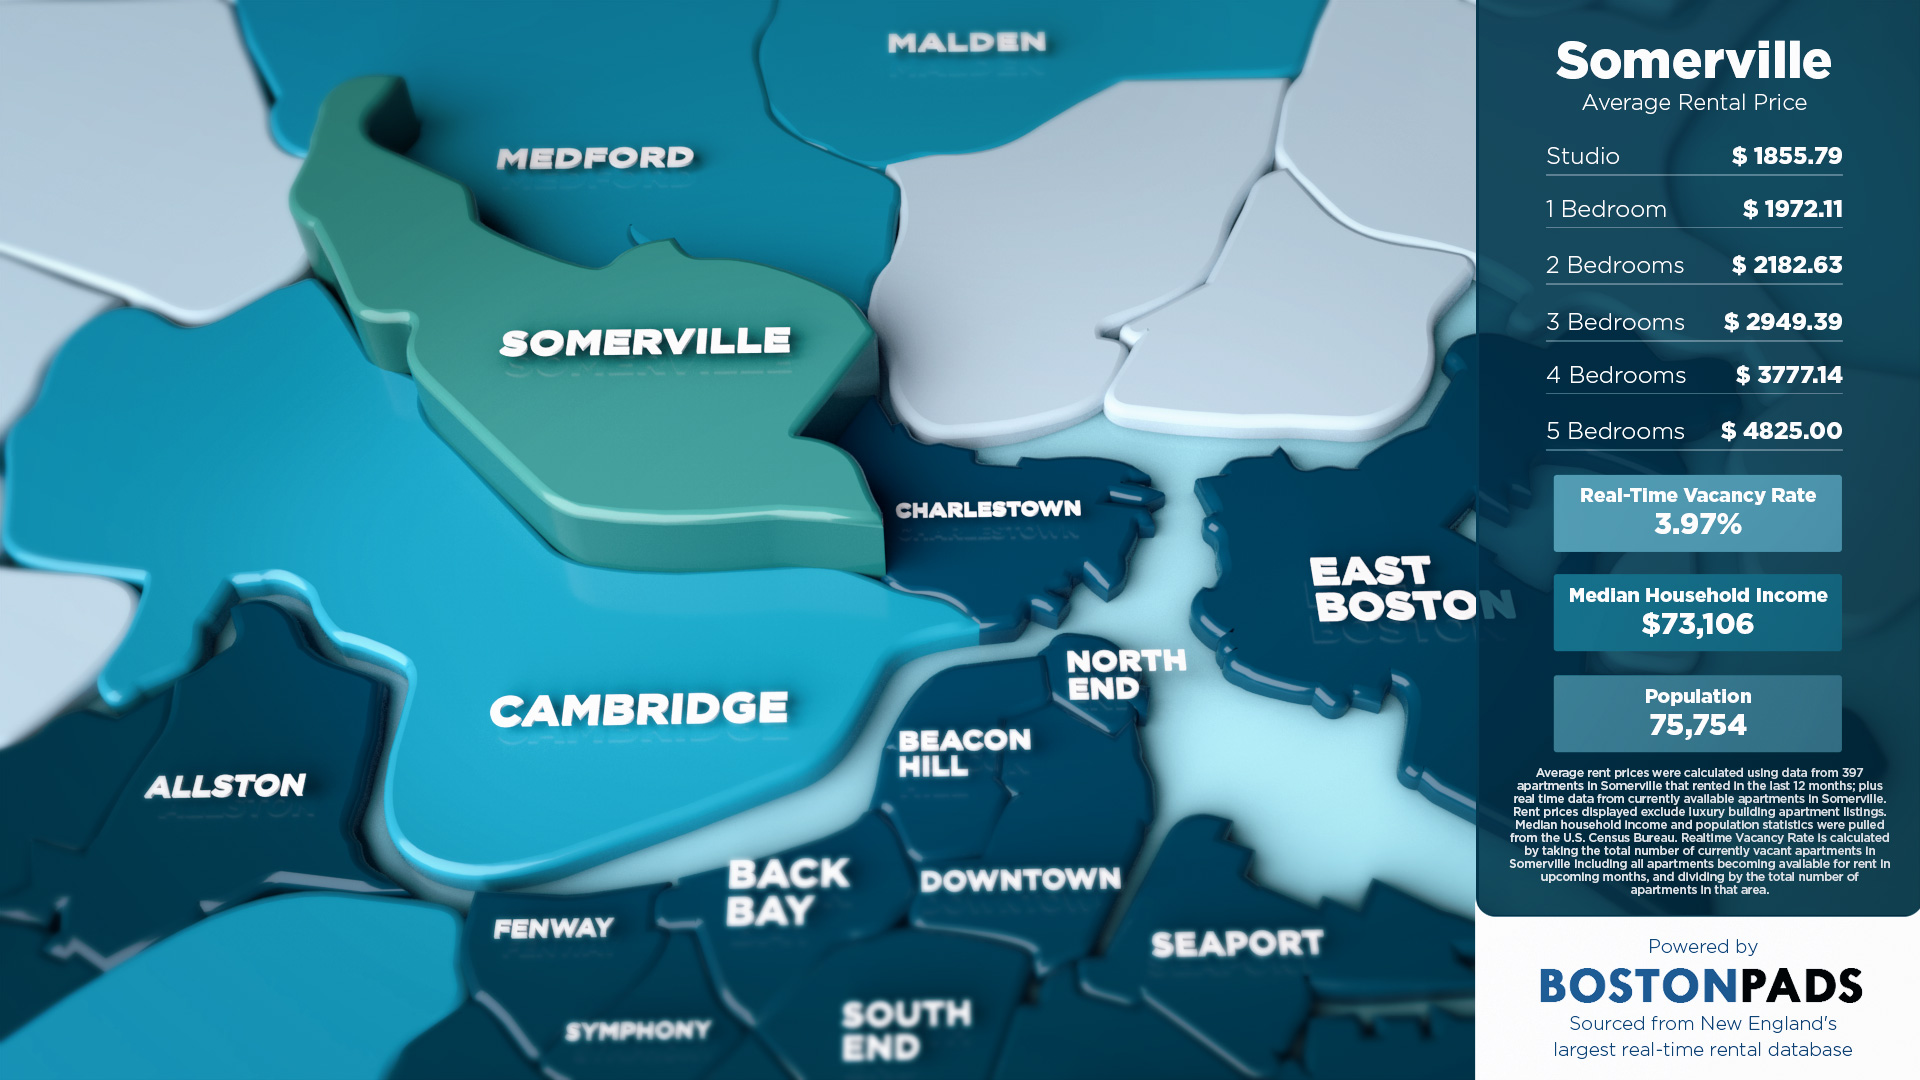 MALDEN
MEDFORD
SOMERVILLE
CHARLESTOWN
EAST
BOSTON
NORTH
END
CAMBRIDGE
BEACON
HILL
ALLSTON
BACK
BAY
DOWNTOWN
FENWAY
SEAPORT
SYMPHONY
SOUTH
END
Somerville
Average Rental Price
Studio $ 1855.79
1 Bedroom $ 1972.11
2 Bedrooms $ 2182.63
3 Bedrooms $ 2949.39
4 Bedrooms $ 3777.14
5 Bedrooms $ 4825.00
Real-Time Vacancy Rate
3.97%
Median Household Income
$73,106
Population
75,754
Average rent prices were calculated using data from 397
apartments in Somerville that rented in the last 12 months; plus
real time data from currently available apartments in Somerville.
Rent prices displayed exclude luxury building apartment listings.
Median household income and population statistics were pulled
from the U.S. Census Bureau. Realtime Vacancy Rate is calculated
by taking the total number of currently vacant apartments in
Somerville including all apartments becoming available for rent in
upcoming months, and dividing by the total number of
apartments in that area.
Powered by
BOSTONPADS
Sourced from New England's
largest real-time rental database